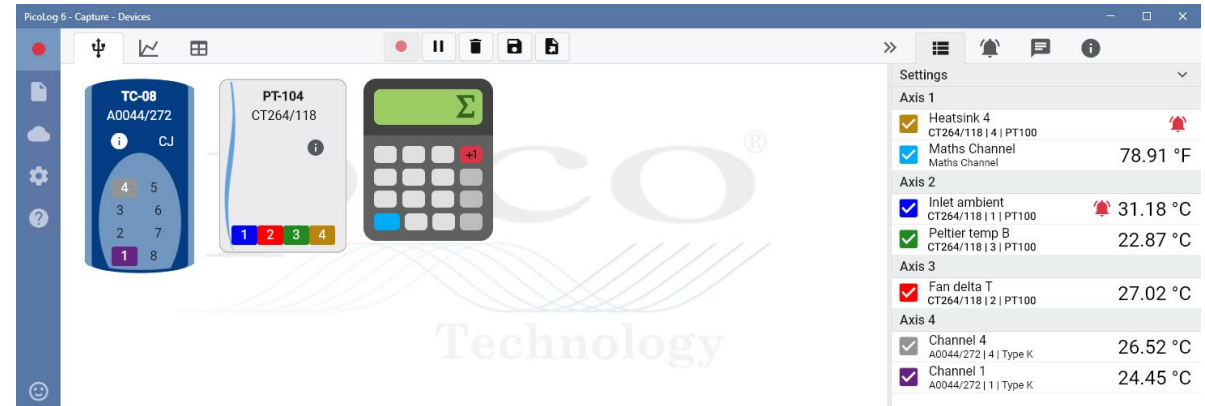 PicoLog 6 - Capture - Devices
TC-08
A0044/272
i
CJ
4 5
3 6
2 7
1 8
PT-104
CT264/118
i
1 2 3 4
Σ
+1
®
PICO
Technology
Settings
Axis 1
Heatsink 4
CT264/118 | 4 | PT100
Maths Channel
Maths Channel
78.91 °F
Axis 2
Inlet ambient
CT264/118 | 1 | PT100
31.18 °C
Peltier temp B
CT264/118 | 3 | PT100
22.87 °C
Axis 3
Fan delta T
CT264/118 | 2 | PT100
27.02 °C
Axis 4
Channel 4
A0044/272 | 4 | Type K
26.52 °C
Channel 1
A0044/272 | 1 | Type K
24.45 °C